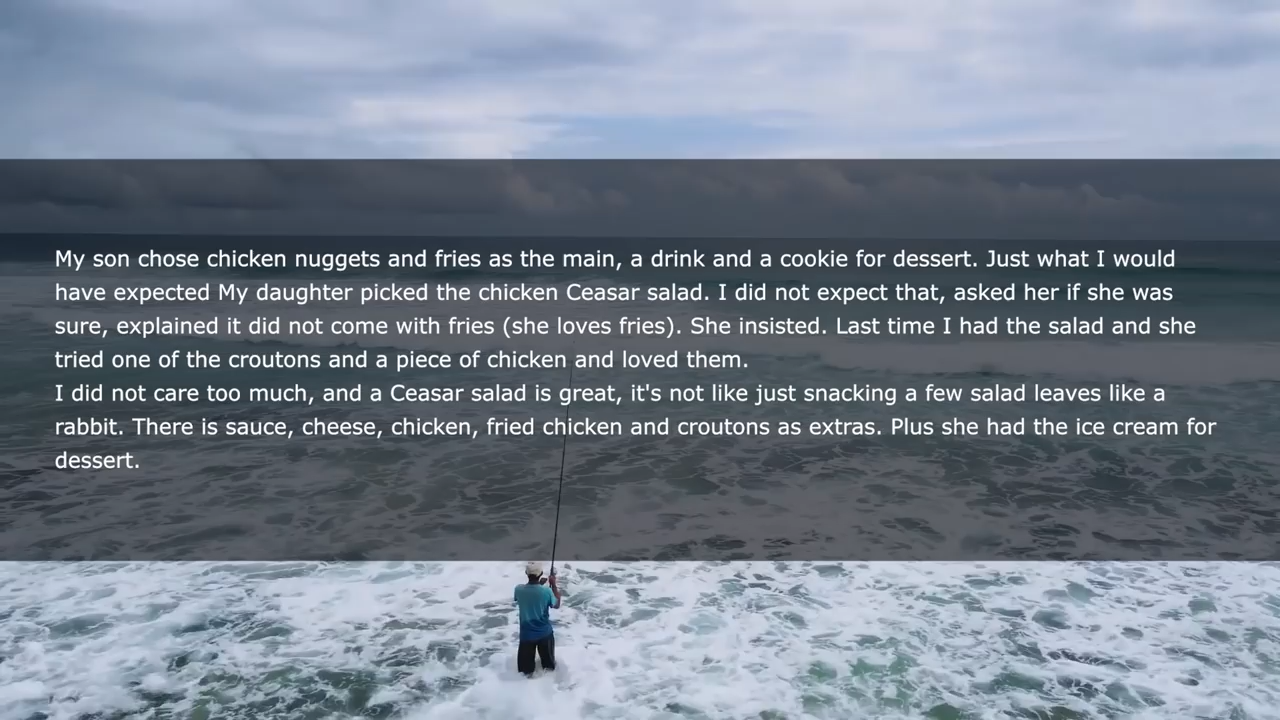 My son chose chicken nuggets and fries as the main, a drink and a cookie for dessert. Just what I would
have expected My daughter picked the chicken Ceasar salad. I did not expect that, asked her if she was
sure, explained it did not come with fries (she loves fries). She insisted. Last time I had the salad and she
tried one of the croutons and a piece of chicken and loved them.
I did not care too much, and a Ceasar salad is great, it's not like just snacking a few salad leaves like a
rabbit. There is sauce, cheese, chicken, fried chicken and croutons as extras. Plus she had the ice cream for
dessert.